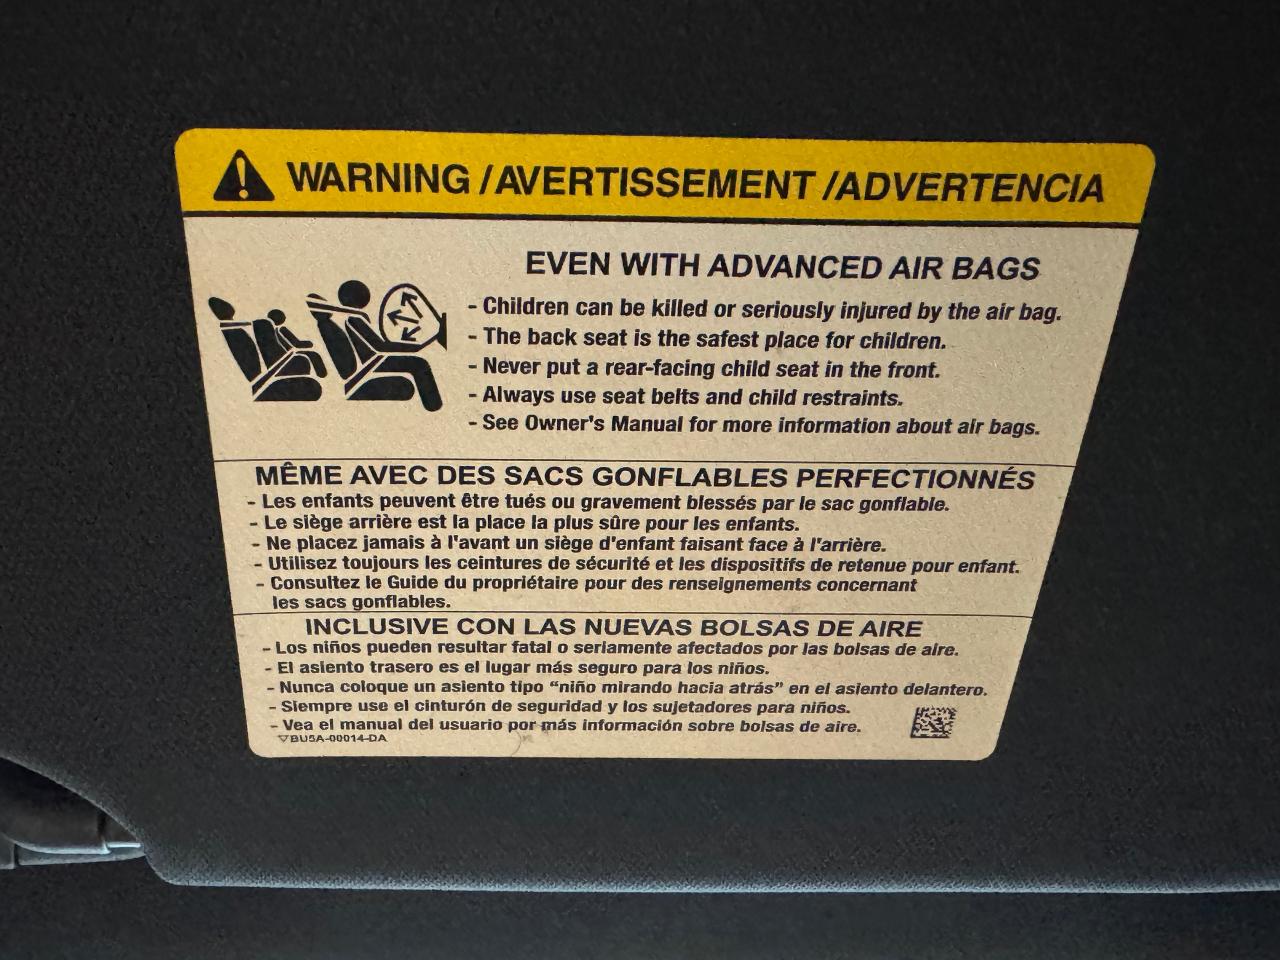 WARNING /AVERTISSEMENT /ADVERTENCIA
EVEN WITH ADVANCED AIR BAGS
- Children can be killed or seriously injured by the air bag.
- The back seat is the safest place for children.
- Never put a rear-facing child seat in the front.
- Always use seat belts and child restraints.
- See Owner's Manual for more information about air bags.
MÊME AVEC DES SACS GONFLABLES PERFECTIONNÉS
- Les enfants peuvent être tués ou gravement blessés par le sac gonflable.
- Le siège arrière est la place la plus sûre pour les enfants.
- Ne placez jamais à l'avant un siège d'enfant faisant face à l'arrière.
- Utilisez toujours les ceintures de sécurité et les dispositifs de retenue pour enfant.
- Consultez le Guide du propriétaire pour des renseignements concernant
les sacs gonflables.
INCLUSIVE CON LAS NUEVAS BOLSAS DE AIRE
- Los niños pueden resultar fatal o seriamente afectados por las bolsas de aire.
- El asiento trasero es el lugar más seguro para los niños.
- Nunca coloque un asiento tipo “niño mirando hacia atrás” en el asiento delantero.
- Siempre use el cinturón de seguridad y los sujetadores para niños.
- Vea el manual del usuario por más información sobre bolsas de aire.
▽BU5A-00014-DA